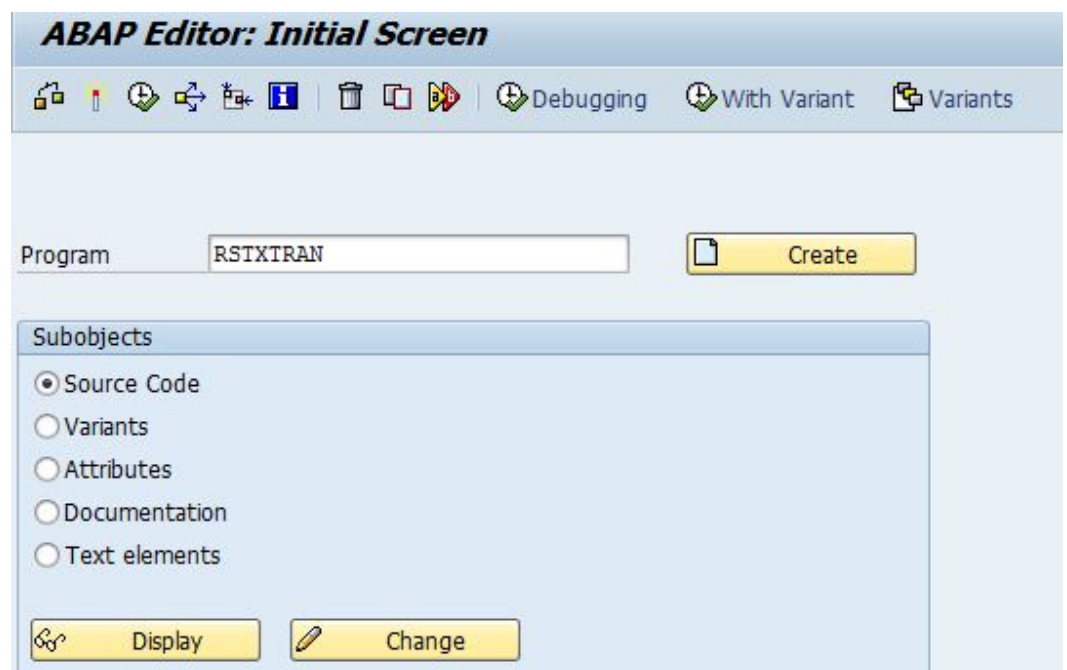 ABAP Editor: Initial Screen
Debugging With Variant Variants
Program RSTXTRAN Create
Subobjects
Source Code
Variants
Attributes
Documentation
Text elements
Display Change